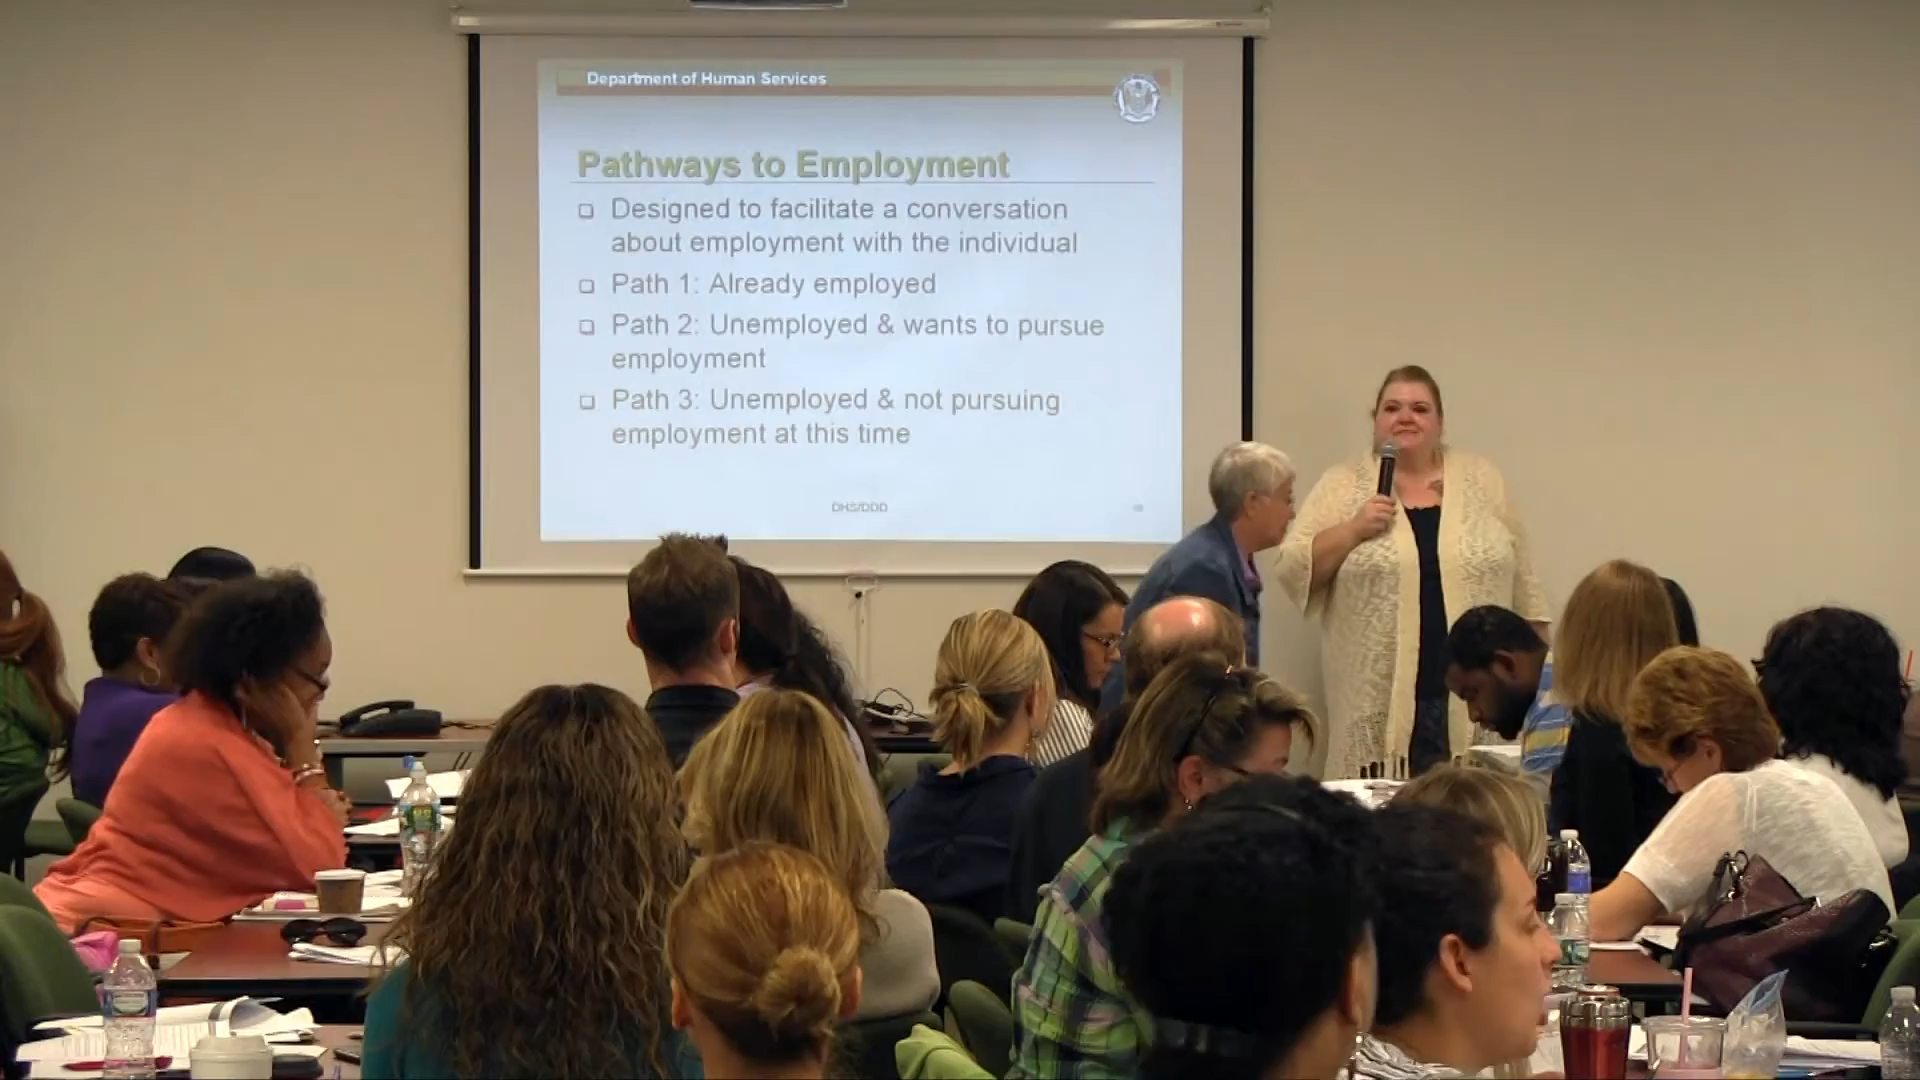 Department of Human Services
Pathways to Employment
Designed to facilitate a conversation
about employment with the individual
Path 1: Already employed
Path 2: Unemployed & wants to pursue
employment
Path 3: Unemployed & not pursuing
employment at this time
DHS/DDD